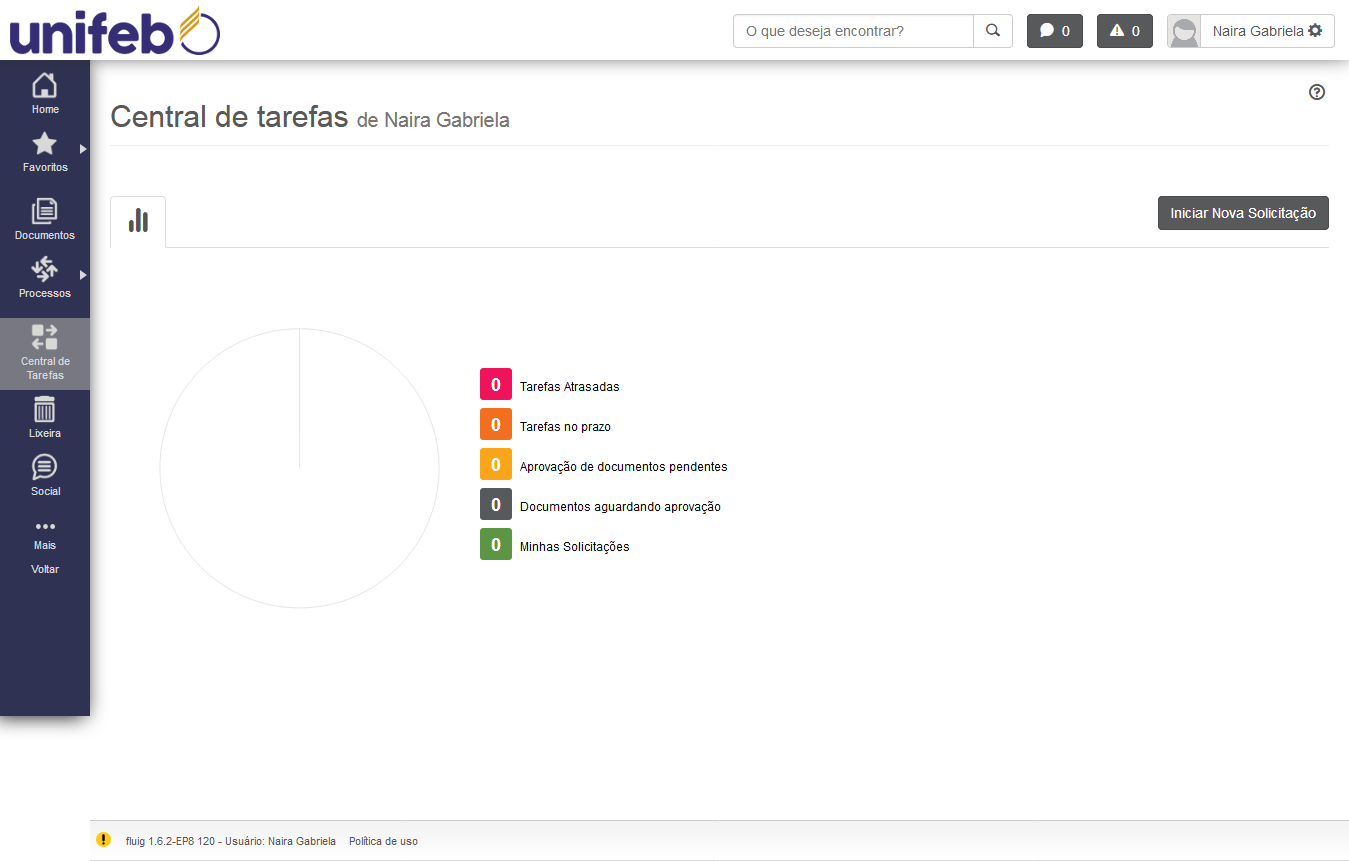 unifeb
O que deseja encontrar?
0
0
Naira Gabriela
Home
Favoritos
Documentos
Processos
Central de
Tarefas
Lixeira
Social
Mais
Voltar
Central de tarefas de Naira Gabriela
Iniciar Nova Solicitação
0 Tarefas Atrasadas
0 Tarefas no prazo
0 Aprovação de documentos pendentes
0 Documentos aguardando aprovação
0 Minhas Solicitações
fluig 1.6.2-EP8 120 - Usuário: Naira Gabriela Política de uso